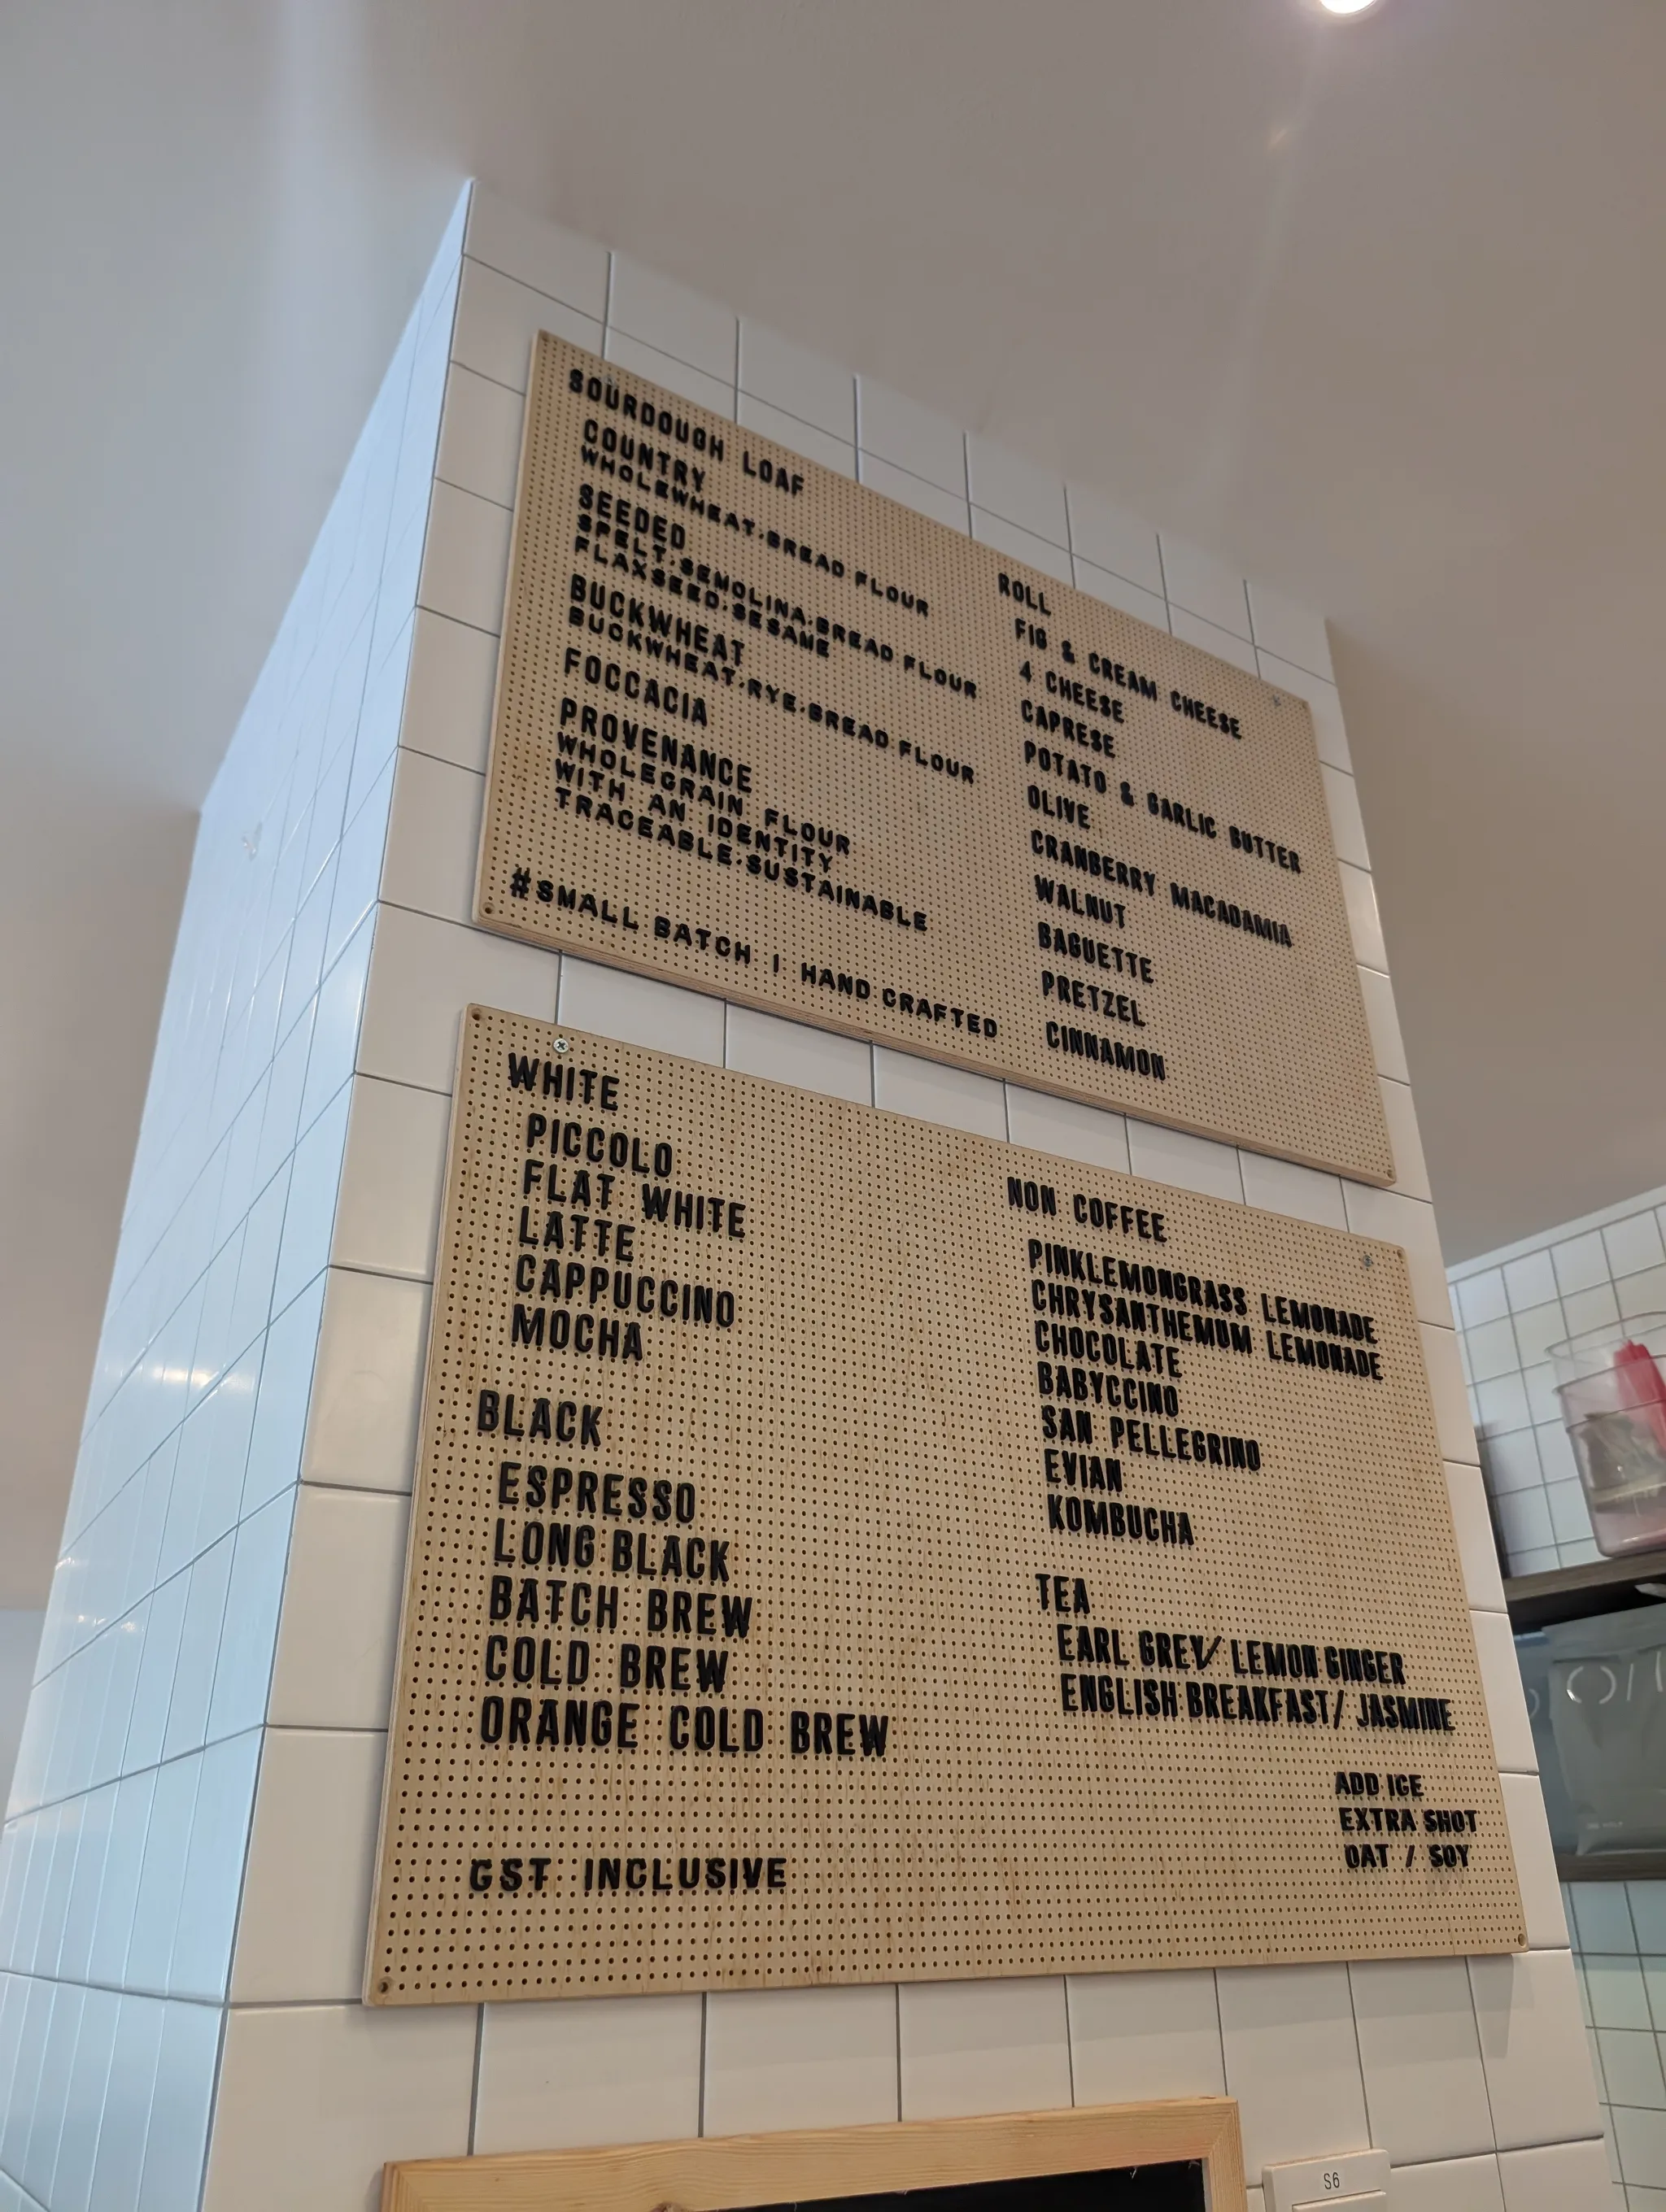 SOURDOUGH LOAF
COUNTRY
WHOLEWHEAT.BREAD FLOUR
SEEDED
SPELT.SEMOLINA.BREAD FLOUR
FLAXSEED.SESAME
BUCKWHEAT
BUCKWHEAT.RYE.BREAD FLOUR
FOCCACIA
PROVENANCE
WHOLEGRAIN FLOUR
WITH AN IDENTITY
TRACEABLE.SUSTAINABLE
#SMALL BATCH | HAND CRAFTED
ROLL
FIG & CREAM CHEESE
4 CHEESE
CAPRESE
POTATO & GARLIC BUTTER
OLIVE
CRANBERRY MACADAMIA
WALNUT
BAGUETTE
PRETZEL
CINNAMON
WHITE
PICCOLO
FLAT WHITE
LATTE
CAPPUCCINO
MOCHA
BLACK
ESPRESSO
LONG BLACK
BATCH BREW
COLD BREW
ORANGE COLD BREW
GST INCLUSIVE
NON COFFEE
PINKLEMONGRASS LEMONADE
CHRYSANTHEMUM LEMONADE
CHOCOLATE
BABYCCINO
SAN PELLEGRINO
EVIAN
KOMBUCHA
TEA
EARL GREY/ LEMON GINGER
ENGLISH BREAKFAST/ JASMINE
ADD ICE
EXTRA SHOT
OAT / SOY
S6